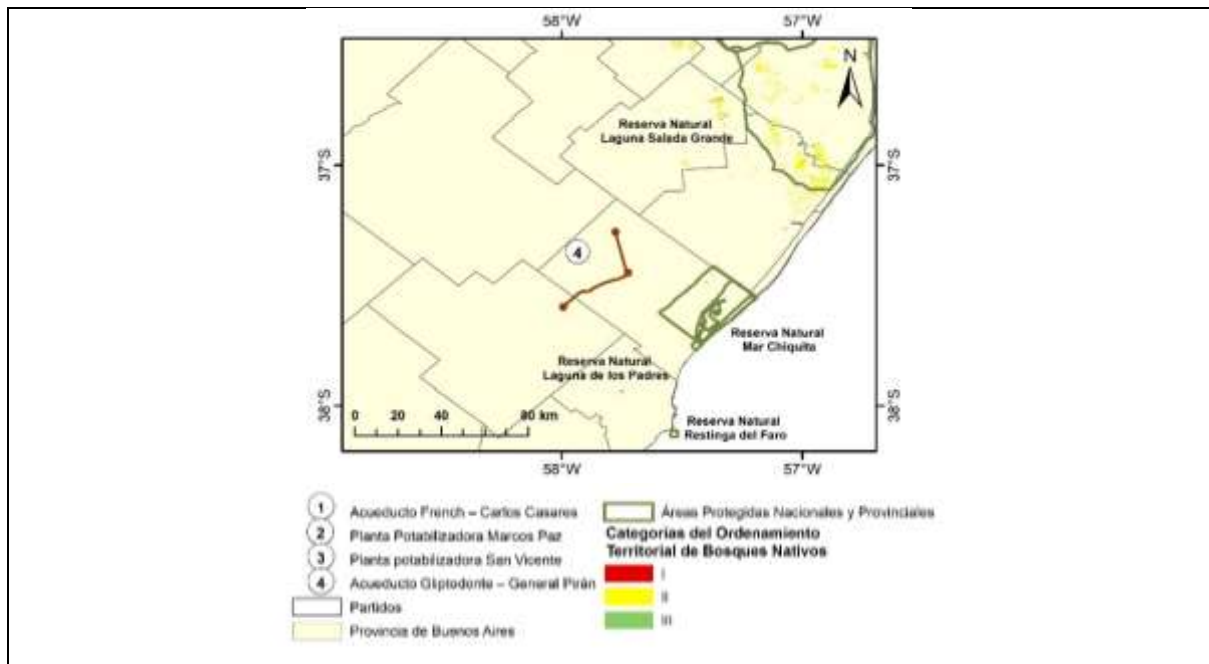 58°W
57°W
N
Reserva Natural
Laguna Salada Grande
37°S
37°S
4
Reserva Natural
Mar Chiquita
Reserva Natural
Laguna de los Padres
38°S
38°S
0 20 40 80 km
Reserva Natural
Restinga del Faro
58°W
57°W
1 Acueducto French – Carlos Casares
2 Planta Potabilizadora Marcos Paz
3 Planta potabilizadora San Vicente
4 Acueducto Gliptodonte – General Pirán
Partidos
Provincia de Buenos Aires
Áreas Protegidas Nacionales y Provinciales
Categorías del Ordenamiento
Territorial de Bosques Nativos
I
II
III